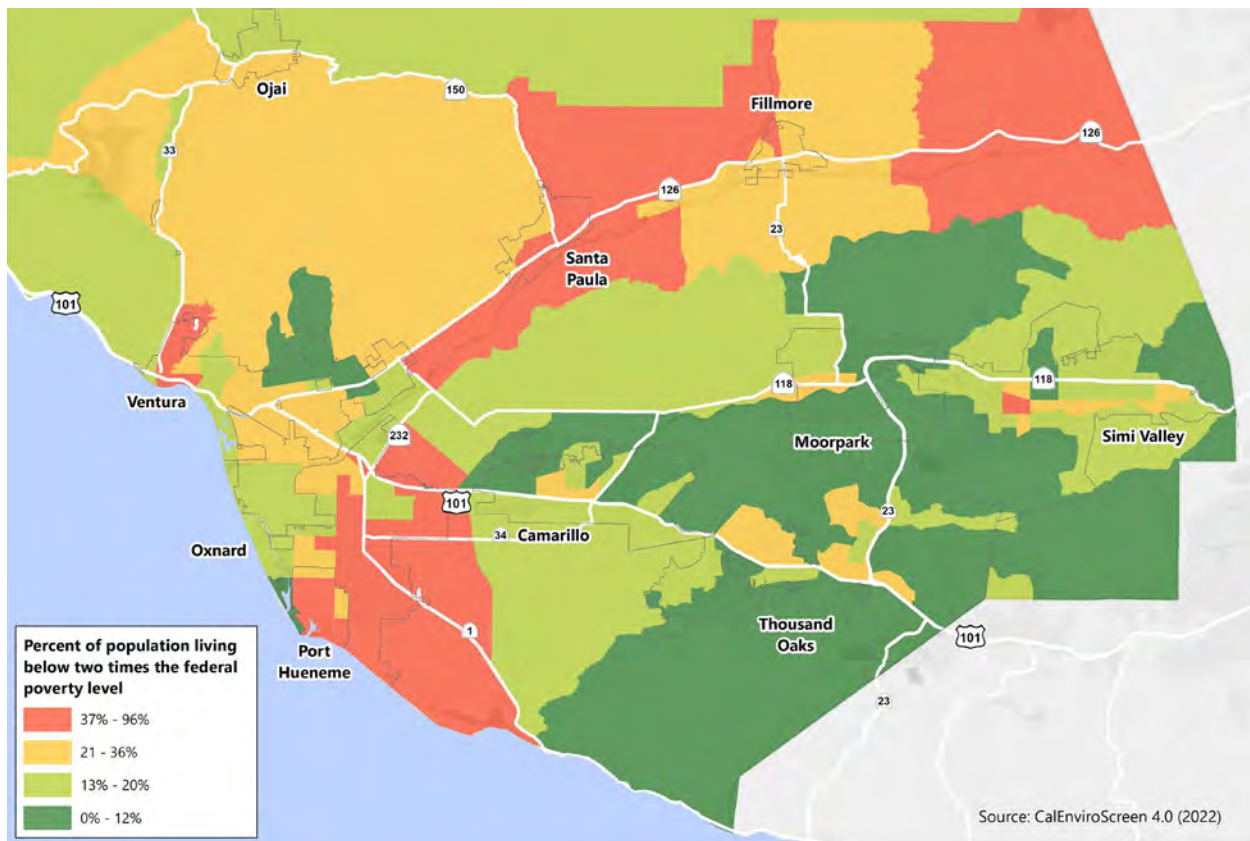 Ojai
150
Fillmore
33
126
126
23
Santa
Paula
101
118
118
Ventura
232
Moorpark
Simi Valley
101
23
34
Camarillo
Oxnard
Thousand
Oaks
1
101
Port
Hueneme
23
Percent of population living
below two times the federal
poverty level
37% - 96%
21 - 36%
13% - 20%
0% - 12%
Source: CalEnviroScreen 4.0 (2022)